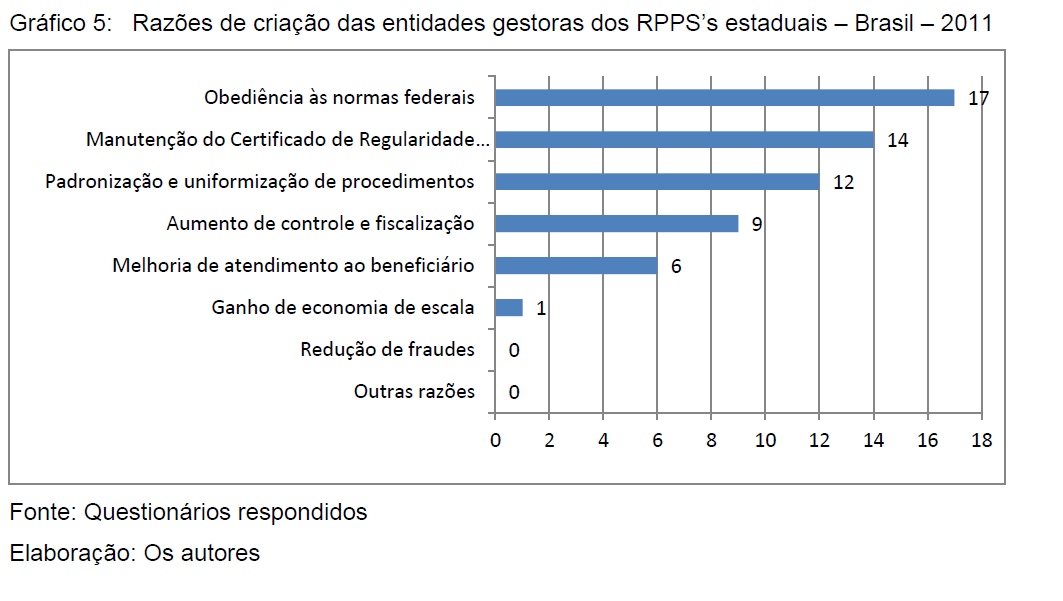 Gráfico 5: Razões de criação das entidades gestoras dos RPPS's estaduais – Brasil – 2011
Obediência às normas federais 17
Manutenção do Certificado de Regularidade... 14
Padronização e uniformização de procedimentos 12
Aumento de controle e fiscalização 9
Melhoria de atendimento ao beneficiário 6
Ganho de economia de escala 1
Redução de fraudes 0
Outras razões 0
0 2 4 6 8 10 12 14 16 18
Fonte: Questionários respondidos
Elaboração: Os autores